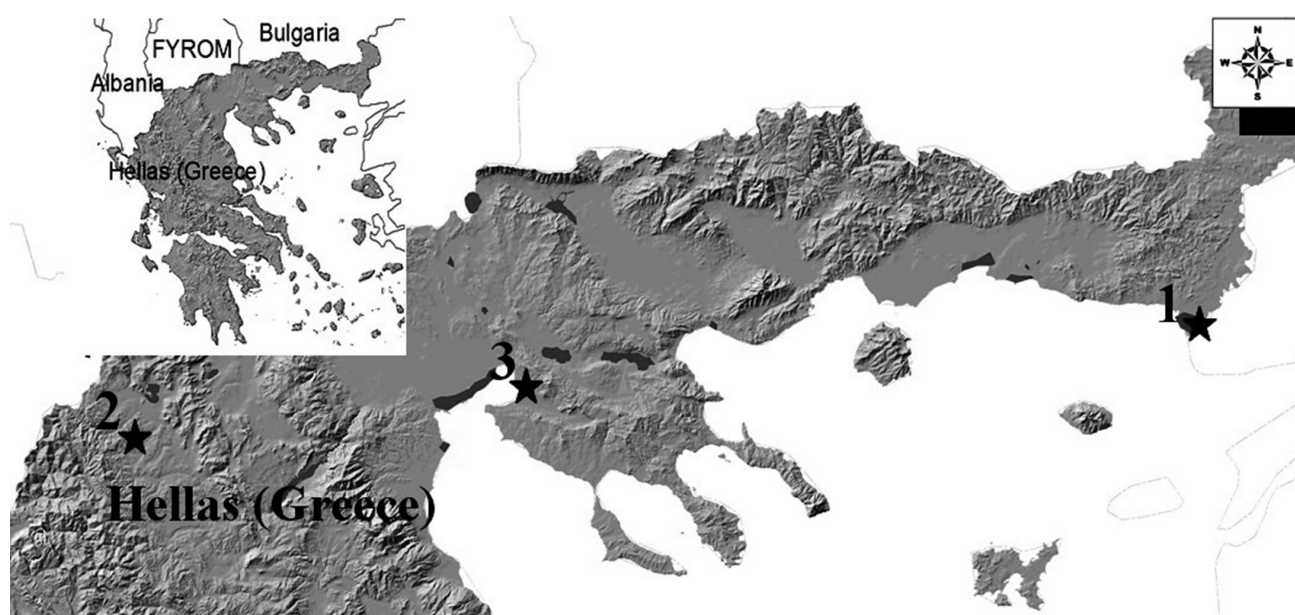 Bulgaria
FYROM
Albania
Hellas (Greece)
N
W E
S
1
3
2
Hellas (Greece)